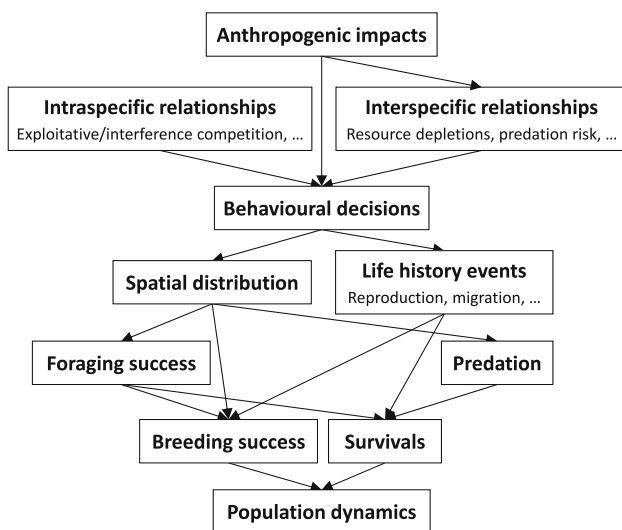 Anthropogenic impacts
Intraspecific relationships
Exploitative/interference competition, ...
Interspecific relationships
Resource depletions, predation risk, ...
Behavioural decisions
Spatial distribution
Life history events
Reproduction, migration, ...
Foraging success
Predation
Breeding success
Survivals
Population dynamics